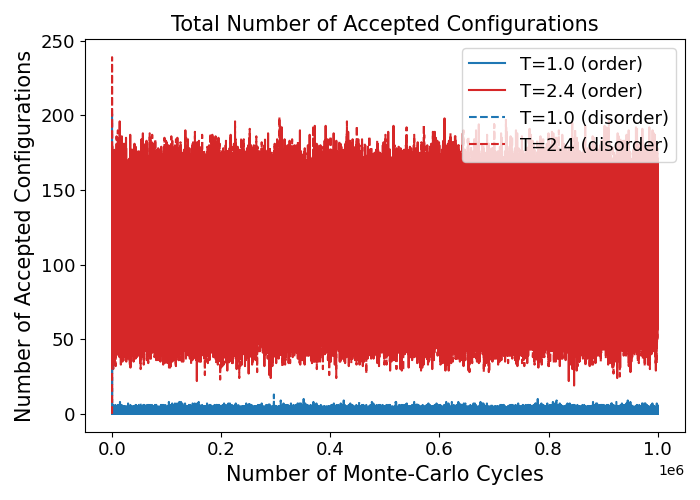 Total Number of Accepted Configurations
Number of Accepted Configurations
250
200
150
100
50
0
T=1.0 (order)
T=2.4 (order)
T=1.0 (disorder)
T=2.4 (disorder)
0.0 0.2 0.4 0.6 0.8 1.0
1e6
Number of Monte-Carlo Cycles